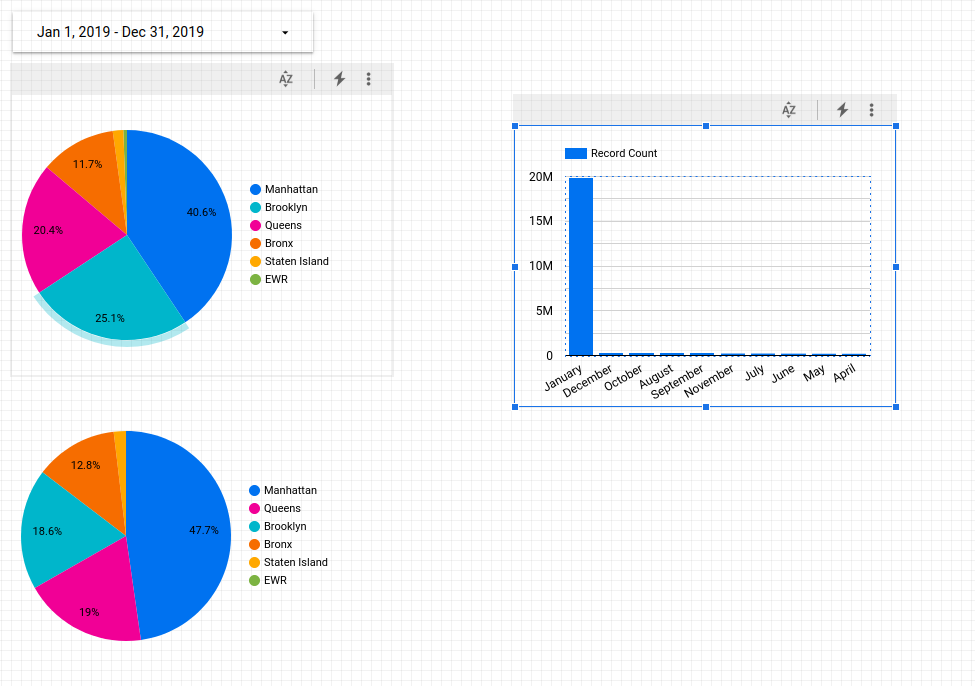 Jan 1, 2019 - Dec 31, 2019
AZ
11.7%
40.6%
20.4%
25.1%
Manhattan
Brooklyn
Queens
Bronx
Staten Island
EWR
AZ
Record Count
20M
15M
10M
5M
0
January
December
October
August
September
November
July
June
May
April
12.8%
47.7%
18.6%
19%
Manhattan
Queens
Brooklyn
Bronx
Staten Island
EWR